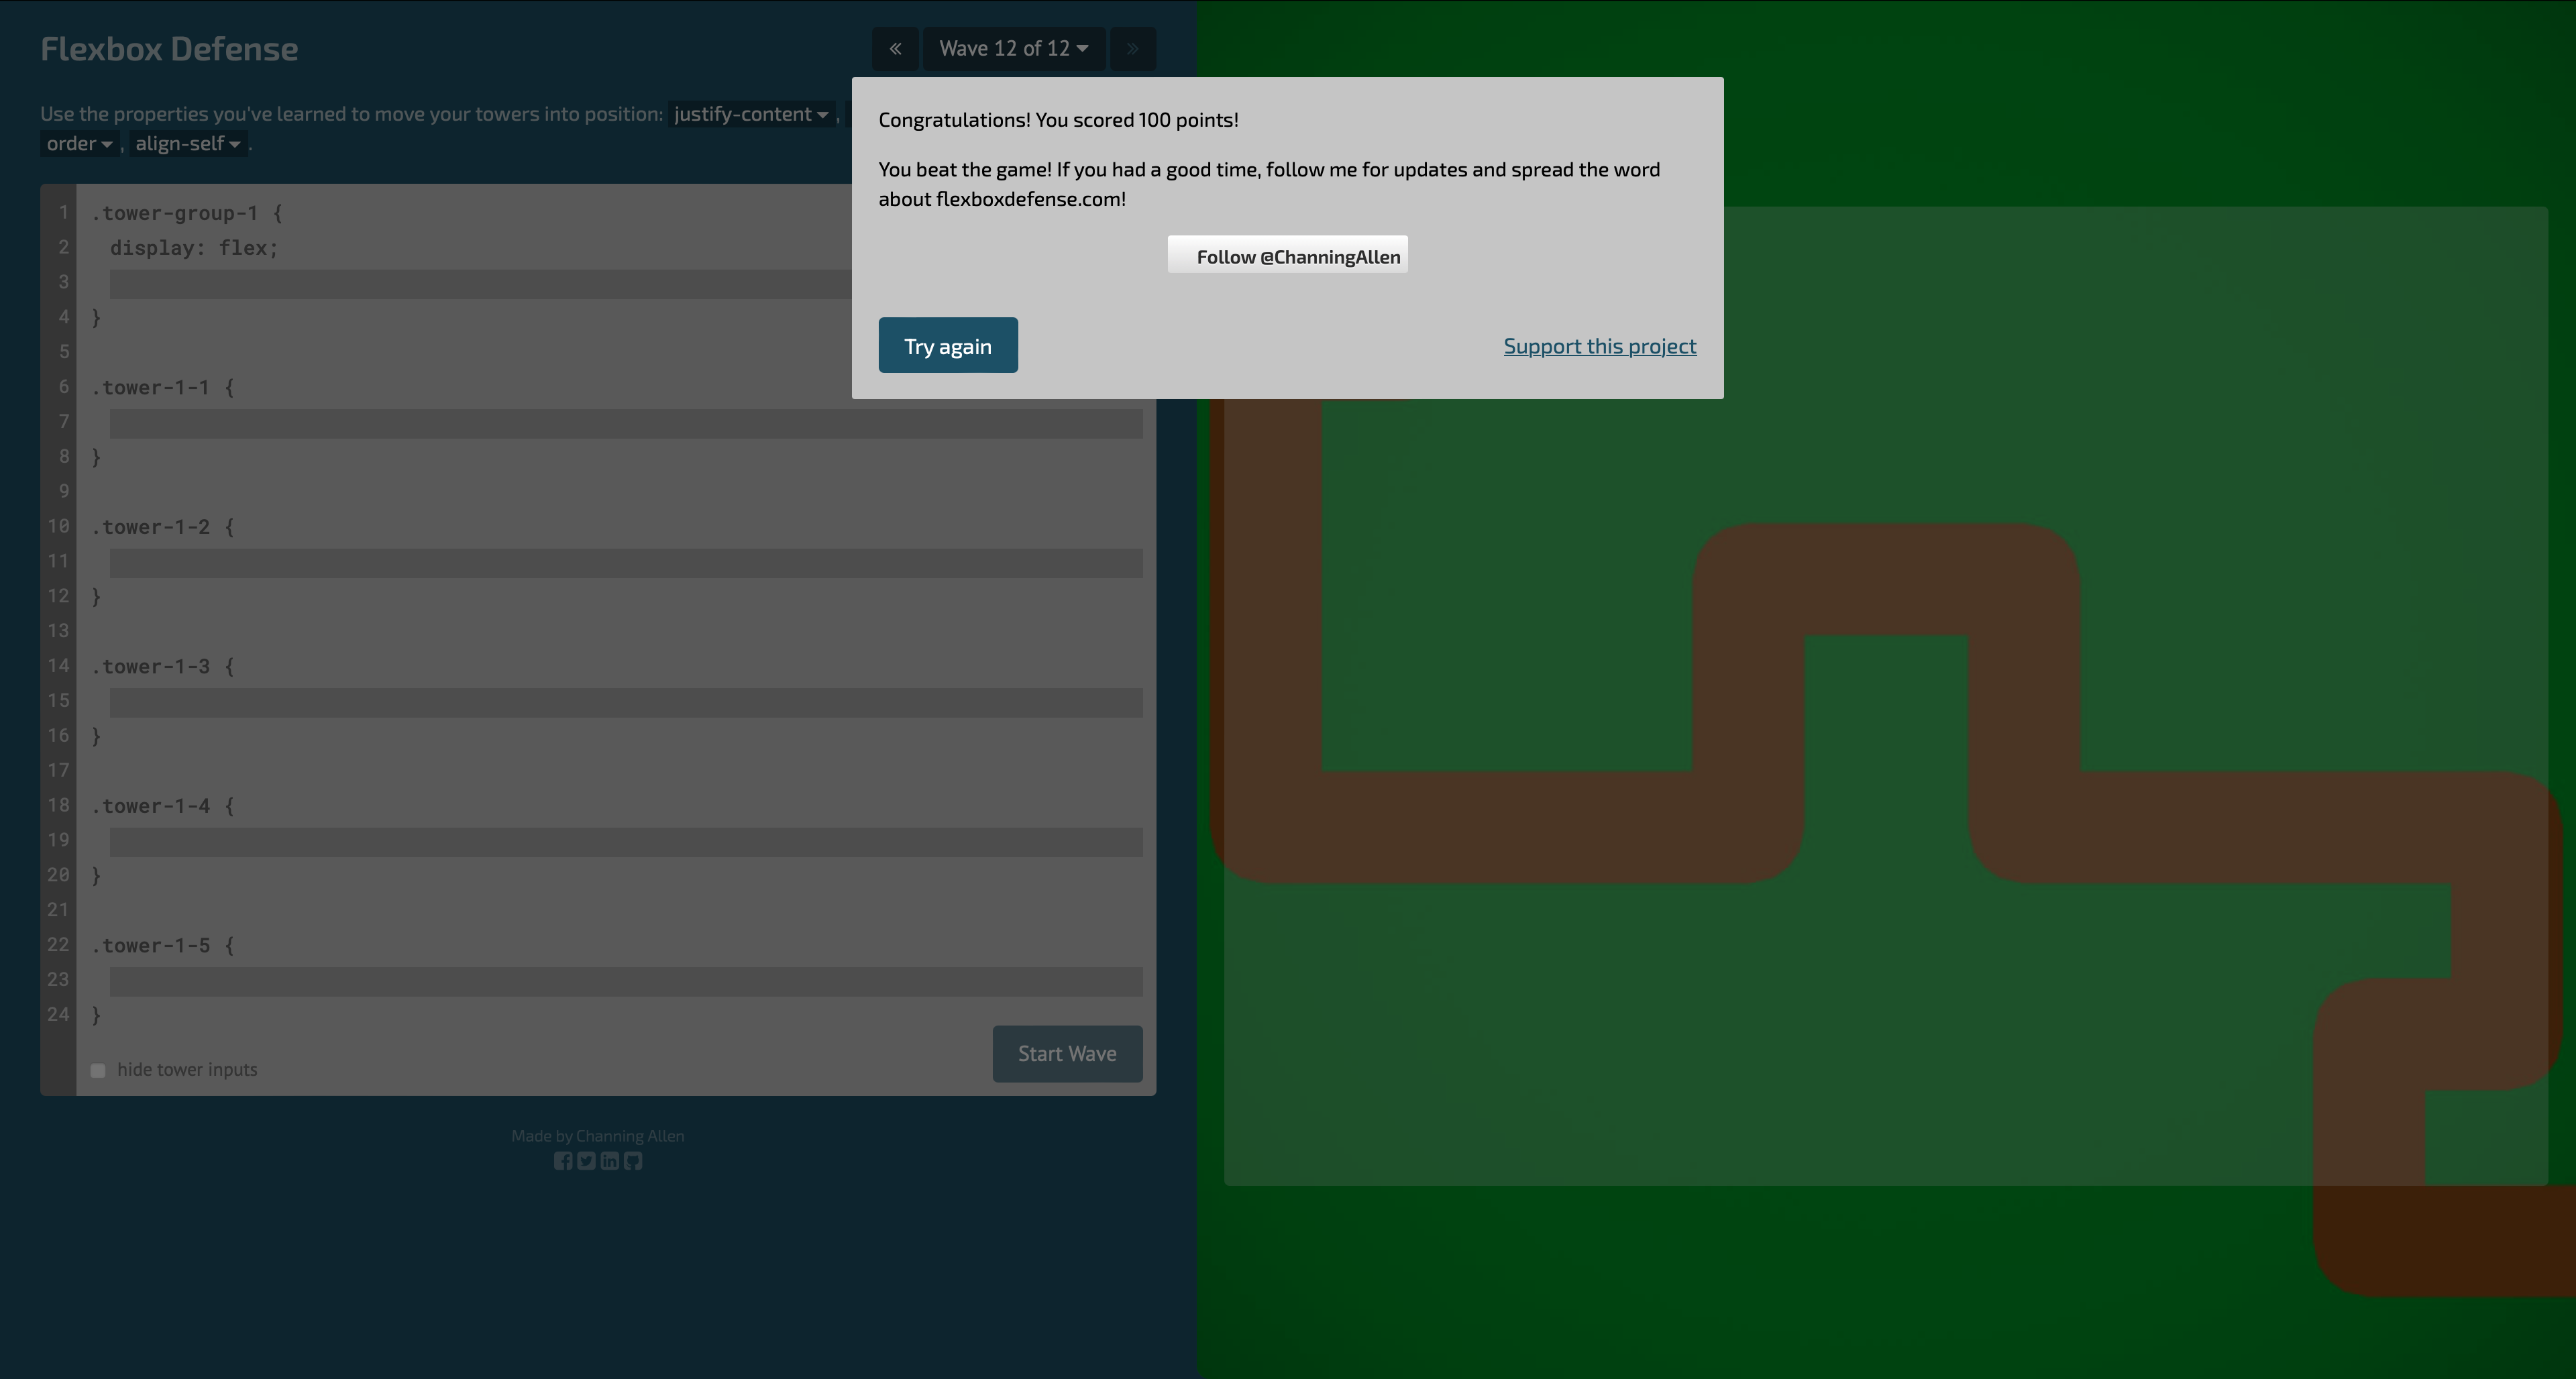 Flexbox Defense
«
Wave 12 of 12
»
Use the properties you've learned to move your towers into position: justify-content ,
order , align-self .
Congratulations! You scored 100 points!
You beat the game! If you had a good time, follow me for updates and spread the word
about flexboxdefense.com!
Follow @ChanningAllen
Try again
Support this project
1 .tower-group-1 {
2 display: flex;
3
4 }
5
6 .tower-1-1 {
7
8 }
9
10 .tower-1-2 {
11
12 }
13
14 .tower-1-3 {
15
16 }
17
18 .tower-1-4 {
19
20 }
21
22 .tower-1-5 {
23
24 }
hide tower inputs
Start Wave
Made by Channing Allen